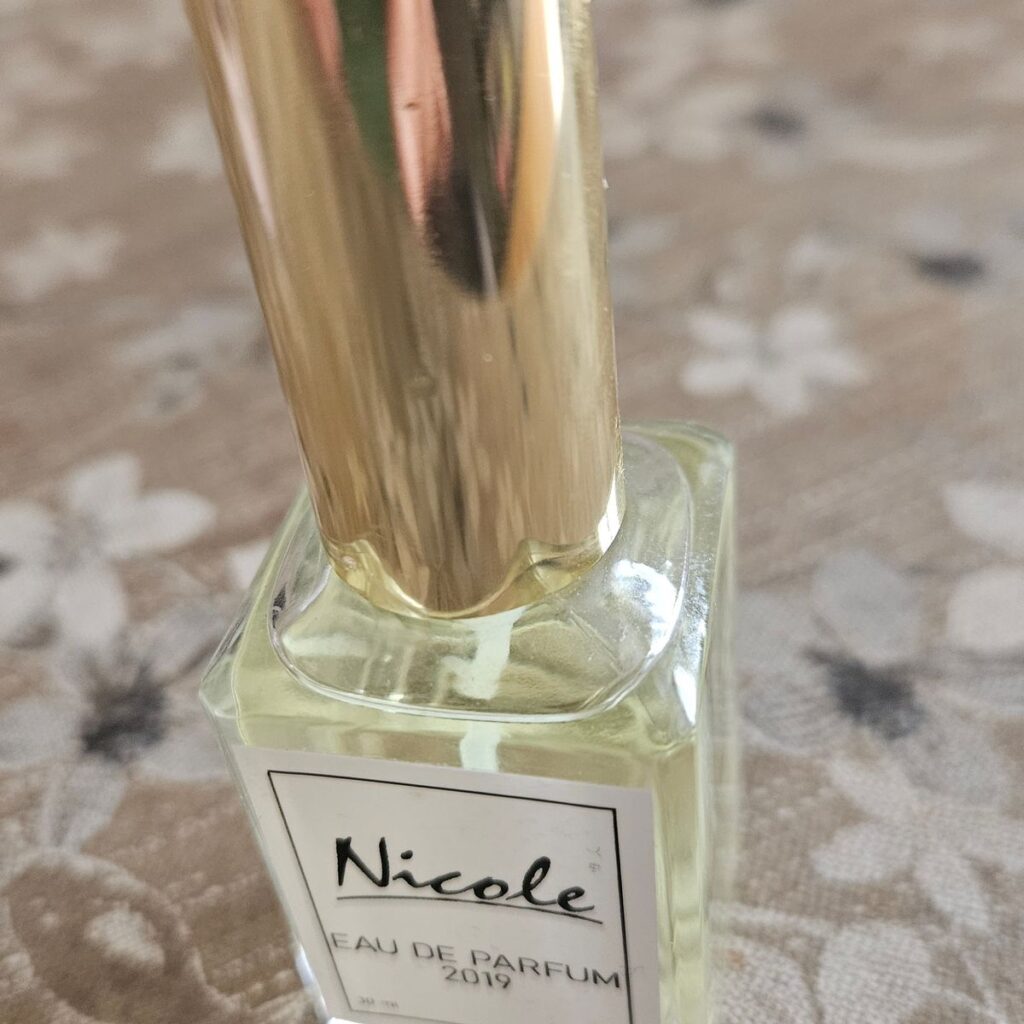 Nicole
EAU DE PARFUM
2019